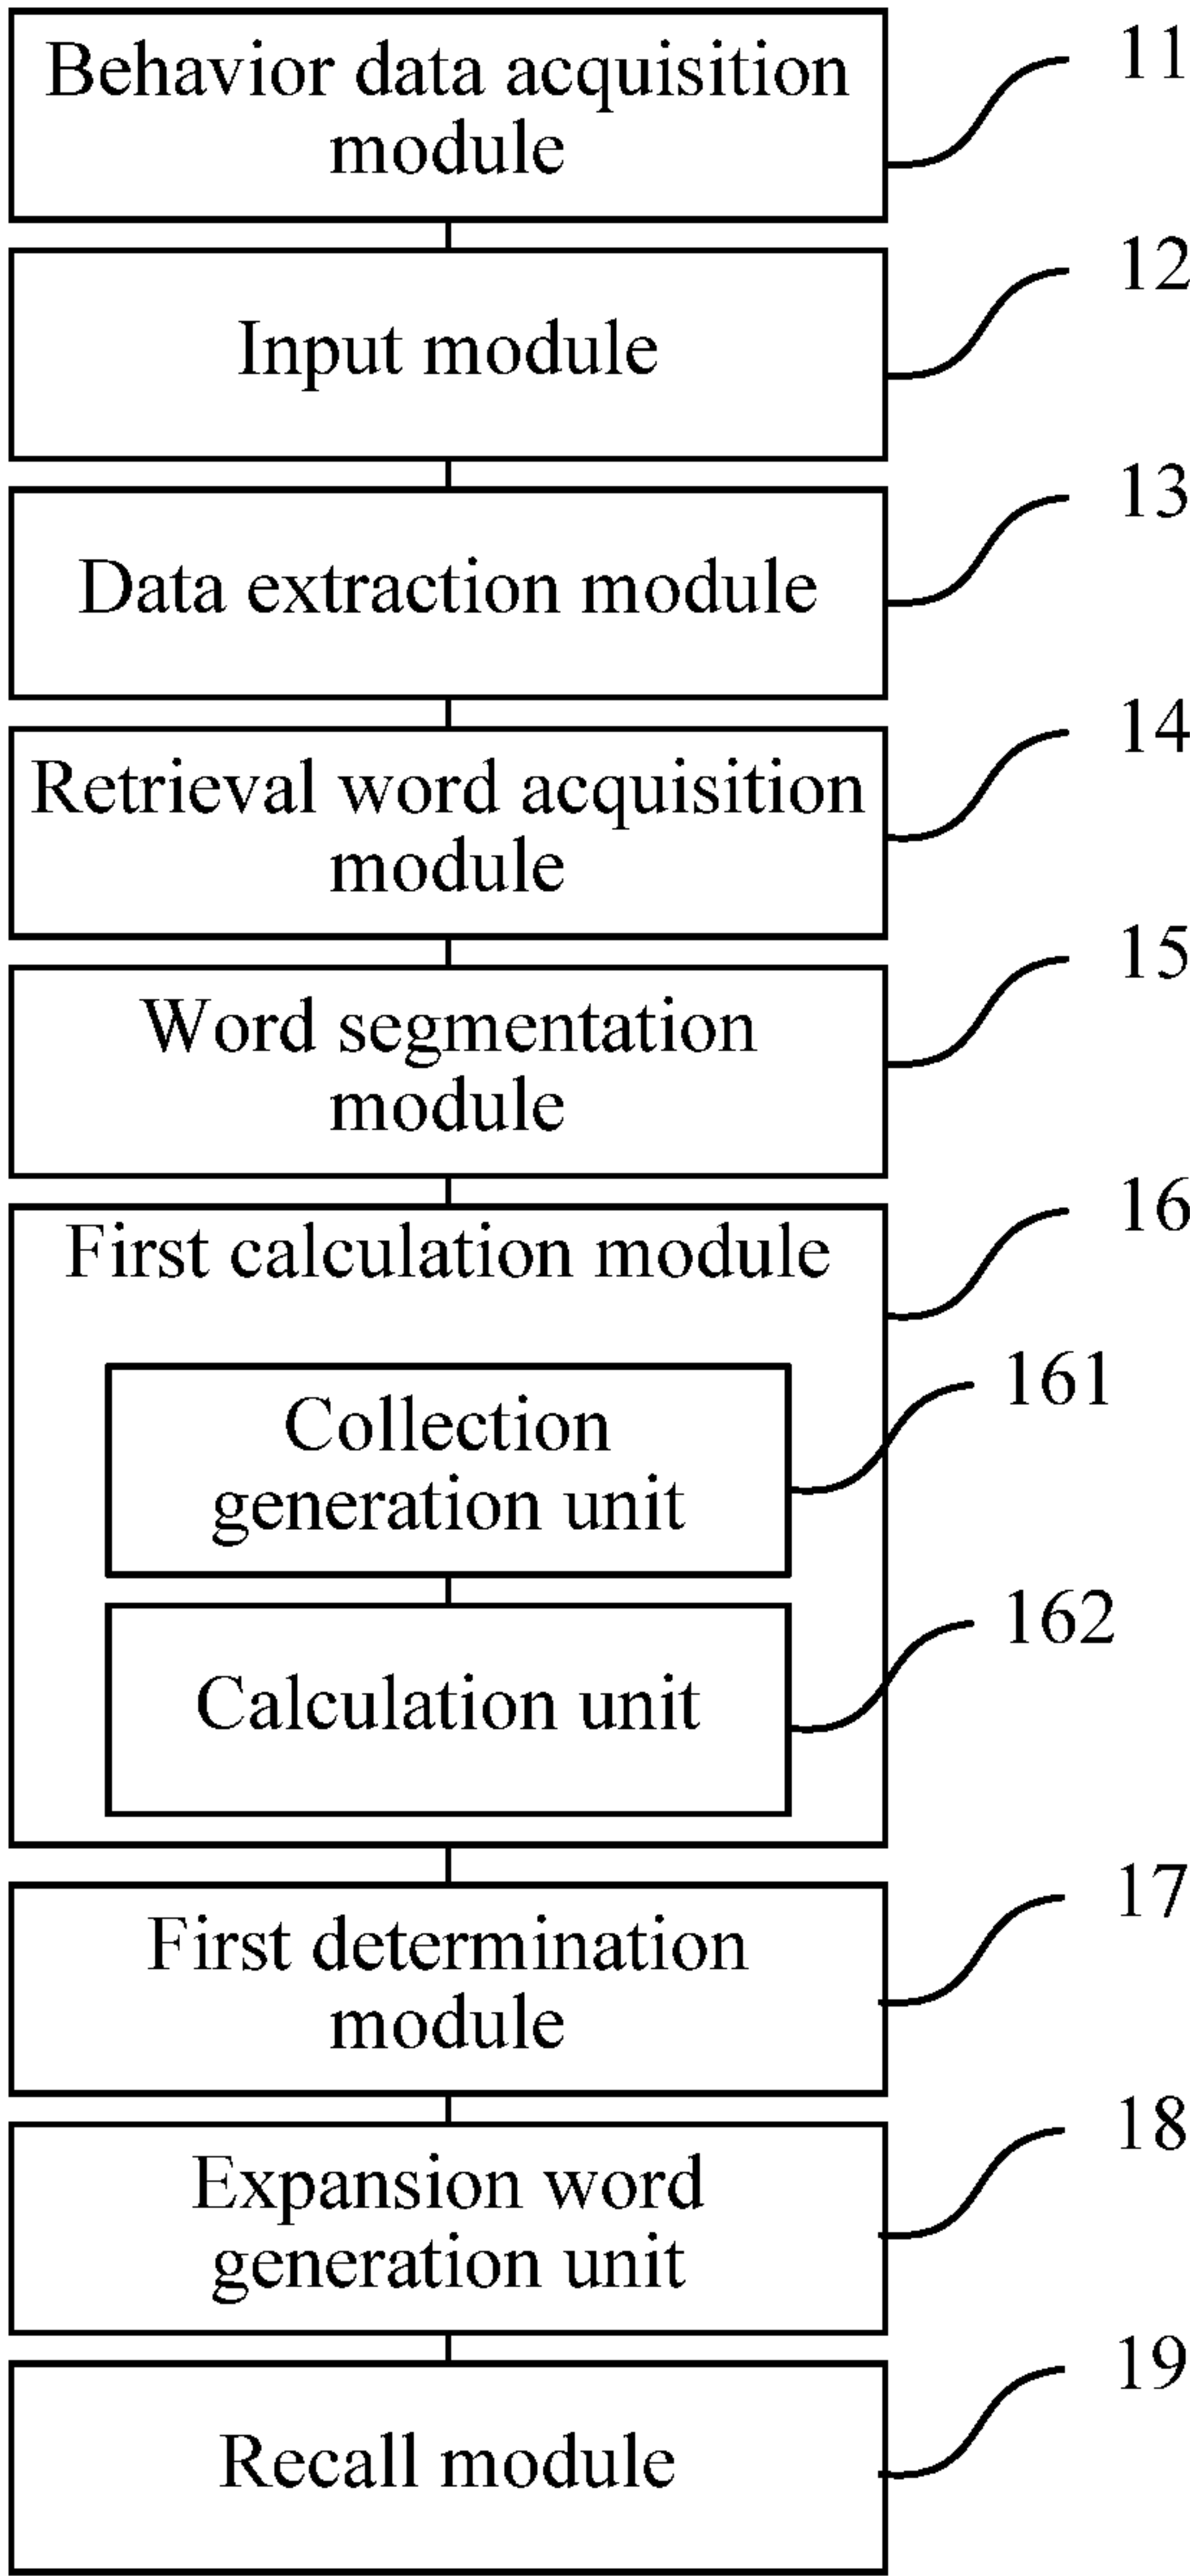 Behavior data acquisition
module
11
Input module
12
Data extraction module
13
Retrieval word acquisition
module
14
Word segmentation
module
15
First calculation module
16
Collection
generation unit
161
Calculation unit
162
First determination
module
17
Expansion word
generation unit
18
Recall module
19